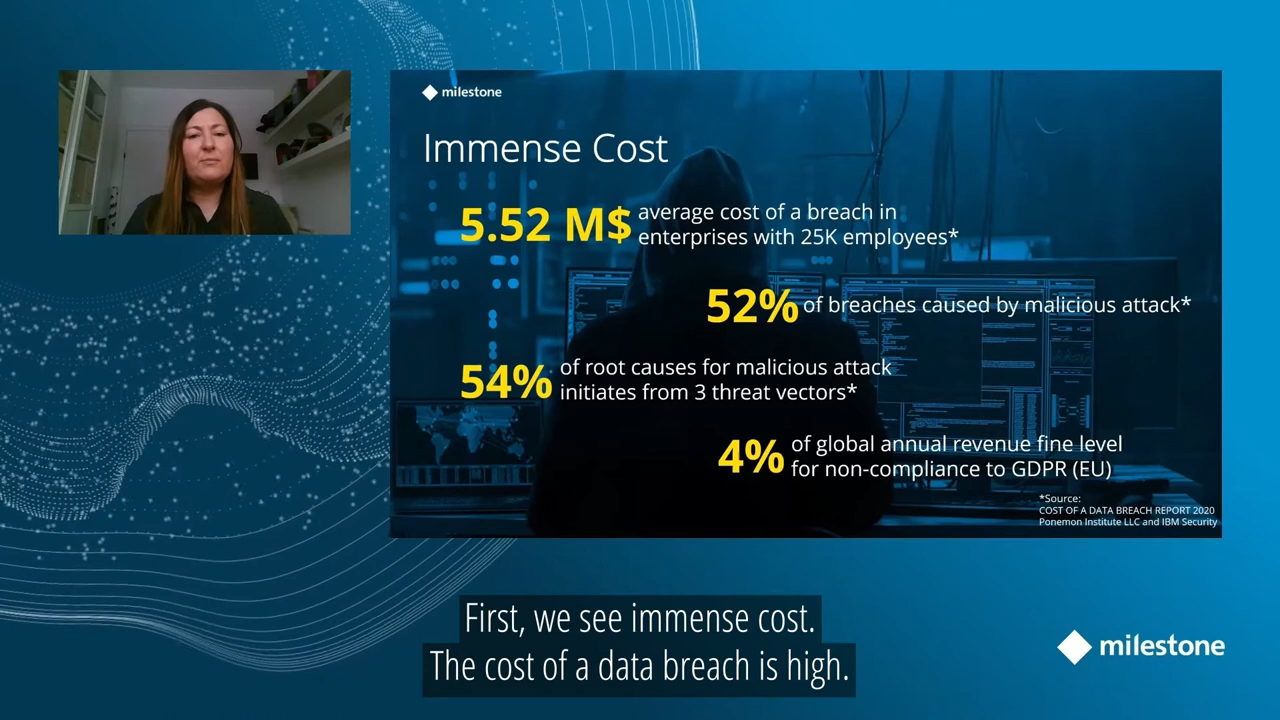 milestone
Immense Cost
5.52 M$ average cost of a breach in
enterprises with 25K employees*
52% of breaches caused by malicious attack*
54% of root causes for malicious attack
initiates from 3 threat vectors*
4% of global annual revenue fine level
for non-compliance to GDPR (EU)
*Source:
COST OF A DATA BREACH REPORT 2020
Ponemon Institute LLC and IBM Security
First, we see immense cost.
The cost of a data breach is high.
milestone